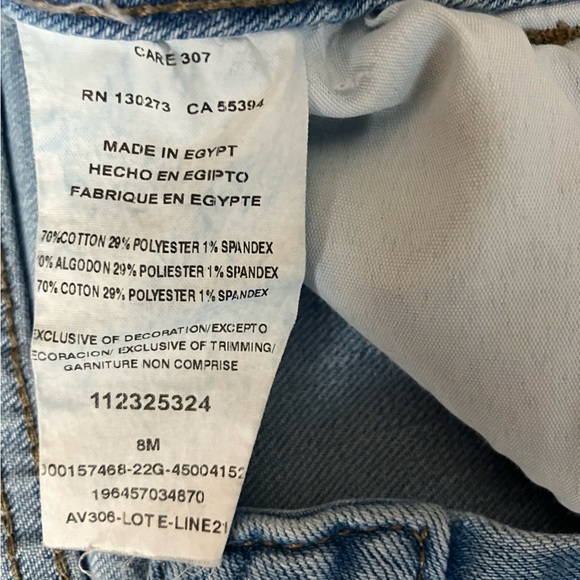 CARE 307
RN 130273 CA 55394
MADE IN EGYPT
HECHO EN EGIPTO
FABRIQUE EN EGYPTE
70%COTTON 29% POLYESTER 1% SPANDEX
0% ALGODON 29% POLIESTER 1% SPANDEX
70% COTON 29% POLYESTER 1% SPANDEX
EXCLUSIVE OF DECORATION/EXCEPTO
ECORACION/ EXCLUSIVE OF TRIMMING/
GARNITURE NON COMPRISE
112325324
8M
000157468-22G-45004152
196457034870
AV306-LOTE-LINE21